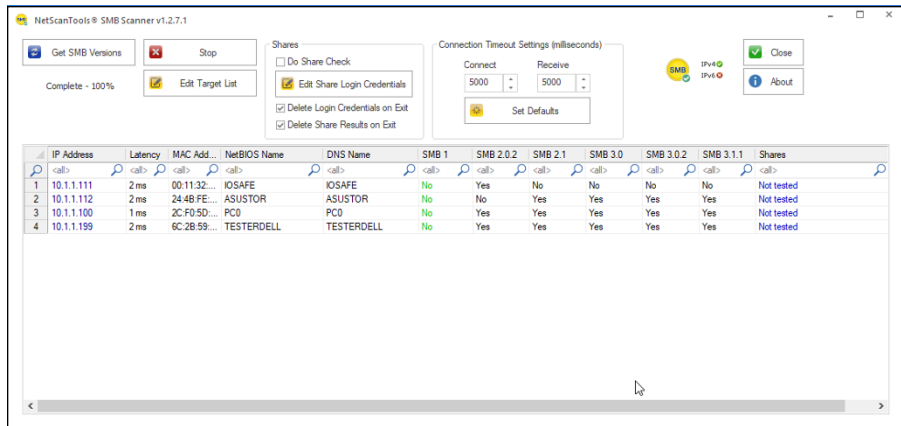 NetScanTools® SMB Scanner v1.2.7.1
Get SMB Versions
Stop
Complete - 100%
Edit Target List
Shares
Do Share Check
Edit Share Login Credentials
Delete Login Credentials on Exit
Delete Share Results on Exit
Connection Timeout Settings (milliseconds)
Connect Receive
5000 5000
Set Defaults
SMB
IPv4
IPv6
Close
About
IP Address Latency MAC Add... NetBIOS Name DNS Name SMB 1 SMB 2.0.2 SMB 2.1 SMB 3.0 SMB 3.0.2 SMB 3.1.1 Shares
<all> <all> <all> <all> <all> <all> <all> <all> <all> <all> <all> <all>
1 10.1.1.111 2 ms 00:11:32:... IOSAFE IOSAFE No Yes No No No No Not tested
2 10.1.1.112 2 ms 24:4B:FE:... ASUSTOR ASUSTOR No No Yes Yes Yes Yes Not tested
3 10.1.1.100 1 ms 2C:F0:5D:... PC0 PC0 No Yes Yes Yes Yes Yes Not tested
4 10.1.1.199 2 ms 6C:2B:59:... TESTERDELL TESTERDELL No Yes Yes Yes Yes Yes Not tested